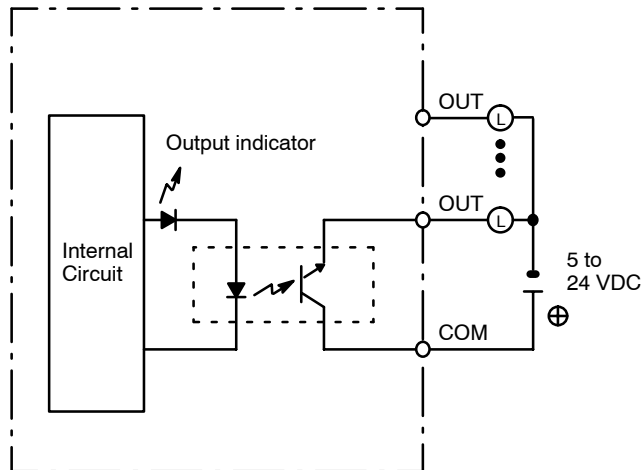 OUT
L
Output indicator
OUT
L
Internal
Circuit
5 to
24 VDC
COM